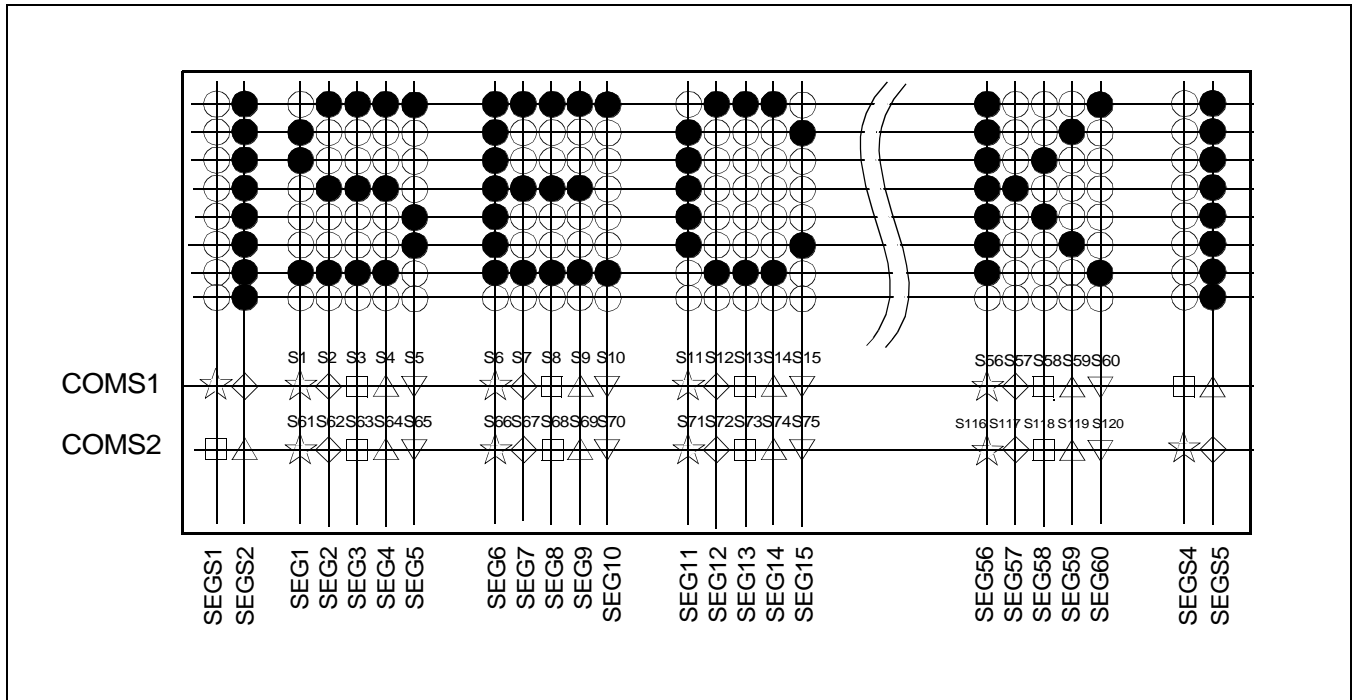 S1 S2 S3 S4 S5 S6 S7 S8 S9 S10 S11 S12 S13 S14 S15 S56 S57 S58 S59 S60
COMS1
S61 S62 S63 S64 S65 S66 S67 S68 S69 S70 S71 S72 S73 S74 S75 S116 S117 S118 S119 S120
COMS2
SEGS1 SEGS2 SEG1 SEG2 SEG3 SEG4 SEG5 SEG6 SEG7 SEG8 SEG9 SEG10 SEG11 SEG12 SEG13 SEG14 SEG15 SEG56 SEG57 SEG58 SEG59 SEG60 SEGS4 SEGS5